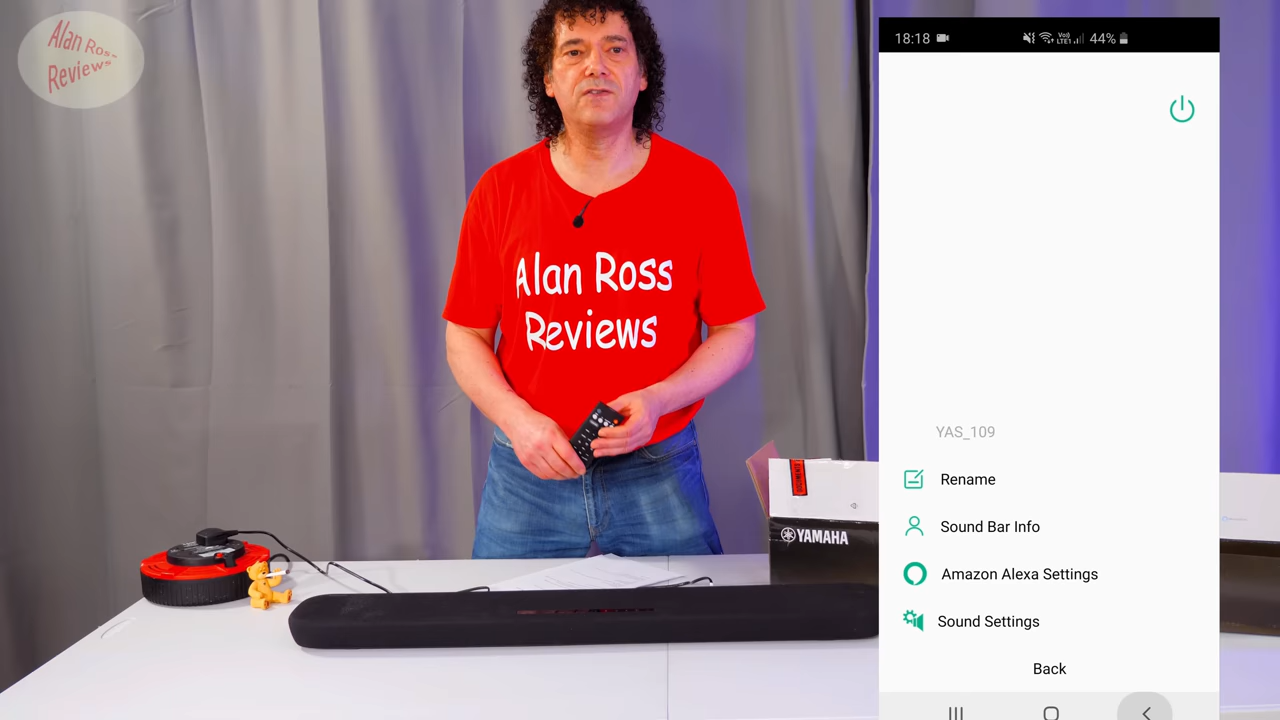 Alan Ross
Reviews
Alan Ross
Reviews
YAMAHA
18:18
44%
YAS_109
Rename
Sound Bar Info
Amazon Alexa Settings
Sound Settings
Back